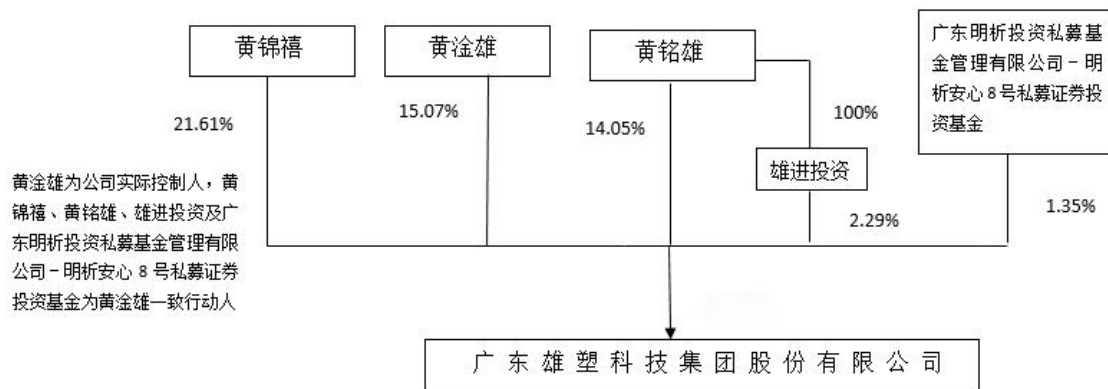 黄锦禧
黄淦雄
黄铭雄
广东明析投资私募基
金管理有限公司－明
析安心 8 号私募证券投
资基金
21.61%
15.07%
14.05%
100%
雄进投资
2.29%
1.35%
黄淦雄为公司实际控制人，黄
锦禧、黄铭雄、雄进投资及广
东明析投资私募基金管理有限
公司－明析安心 8 号私募证券
投资基金为黄淦雄一致行动人
广东雄塑科技集团股份有限公司